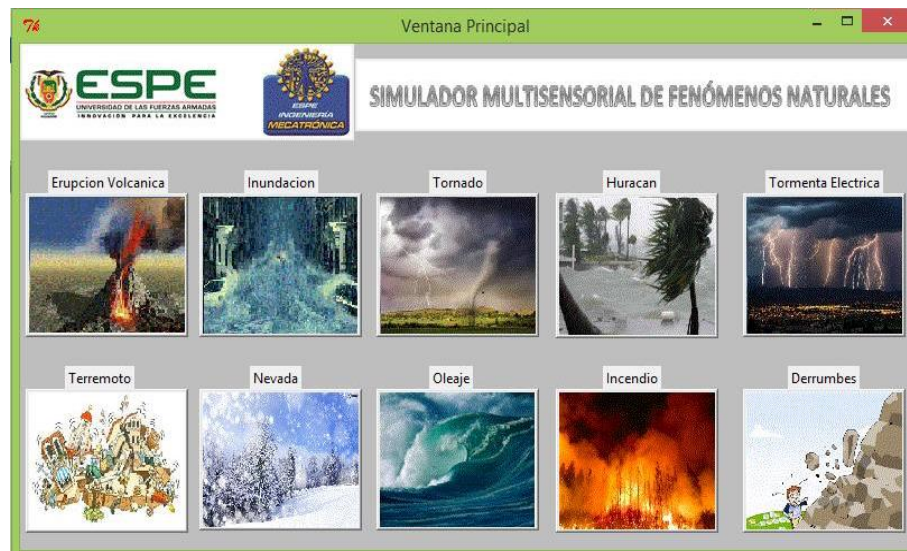 Ventana Principal
ESPE
UNIVERSIDAD DE LAS FUERZAS ARMADAS
INNOVACIÓN PARA LA EXCELENCIA
ESPE
INGENIERÍA
MECATRÓNICA
SIMULADOR MULTISENSORIAL DE FENÓMENOS NATURALES
Erupcion Volcanica
Inundacion
Tornado
Huracan
Tormenta Electrica
Terremoto
Nevada
Oleaje
Incendio
Derrumbes